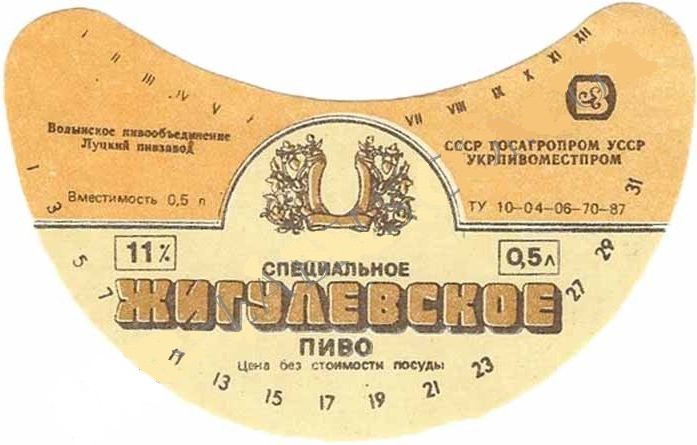 I II III IV V VI VII VIII IX X XI XII
Волынское пивообъединение
Луцкий пивзавод
Вместимость 0,5 л
СССР ГОСАГРОПРОМ УССР
УКРПИВОМЕСТПРОМ
ТУ 10-04-06-70-87
11%
0,5л
СПЕЦИАЛЬНОЕ
ЖИГУЛЕВСКОЕ
ПИВО
Цена без стоимости посуды
1 3 5 7 11 13 15 17 19 21 23 27 29 31